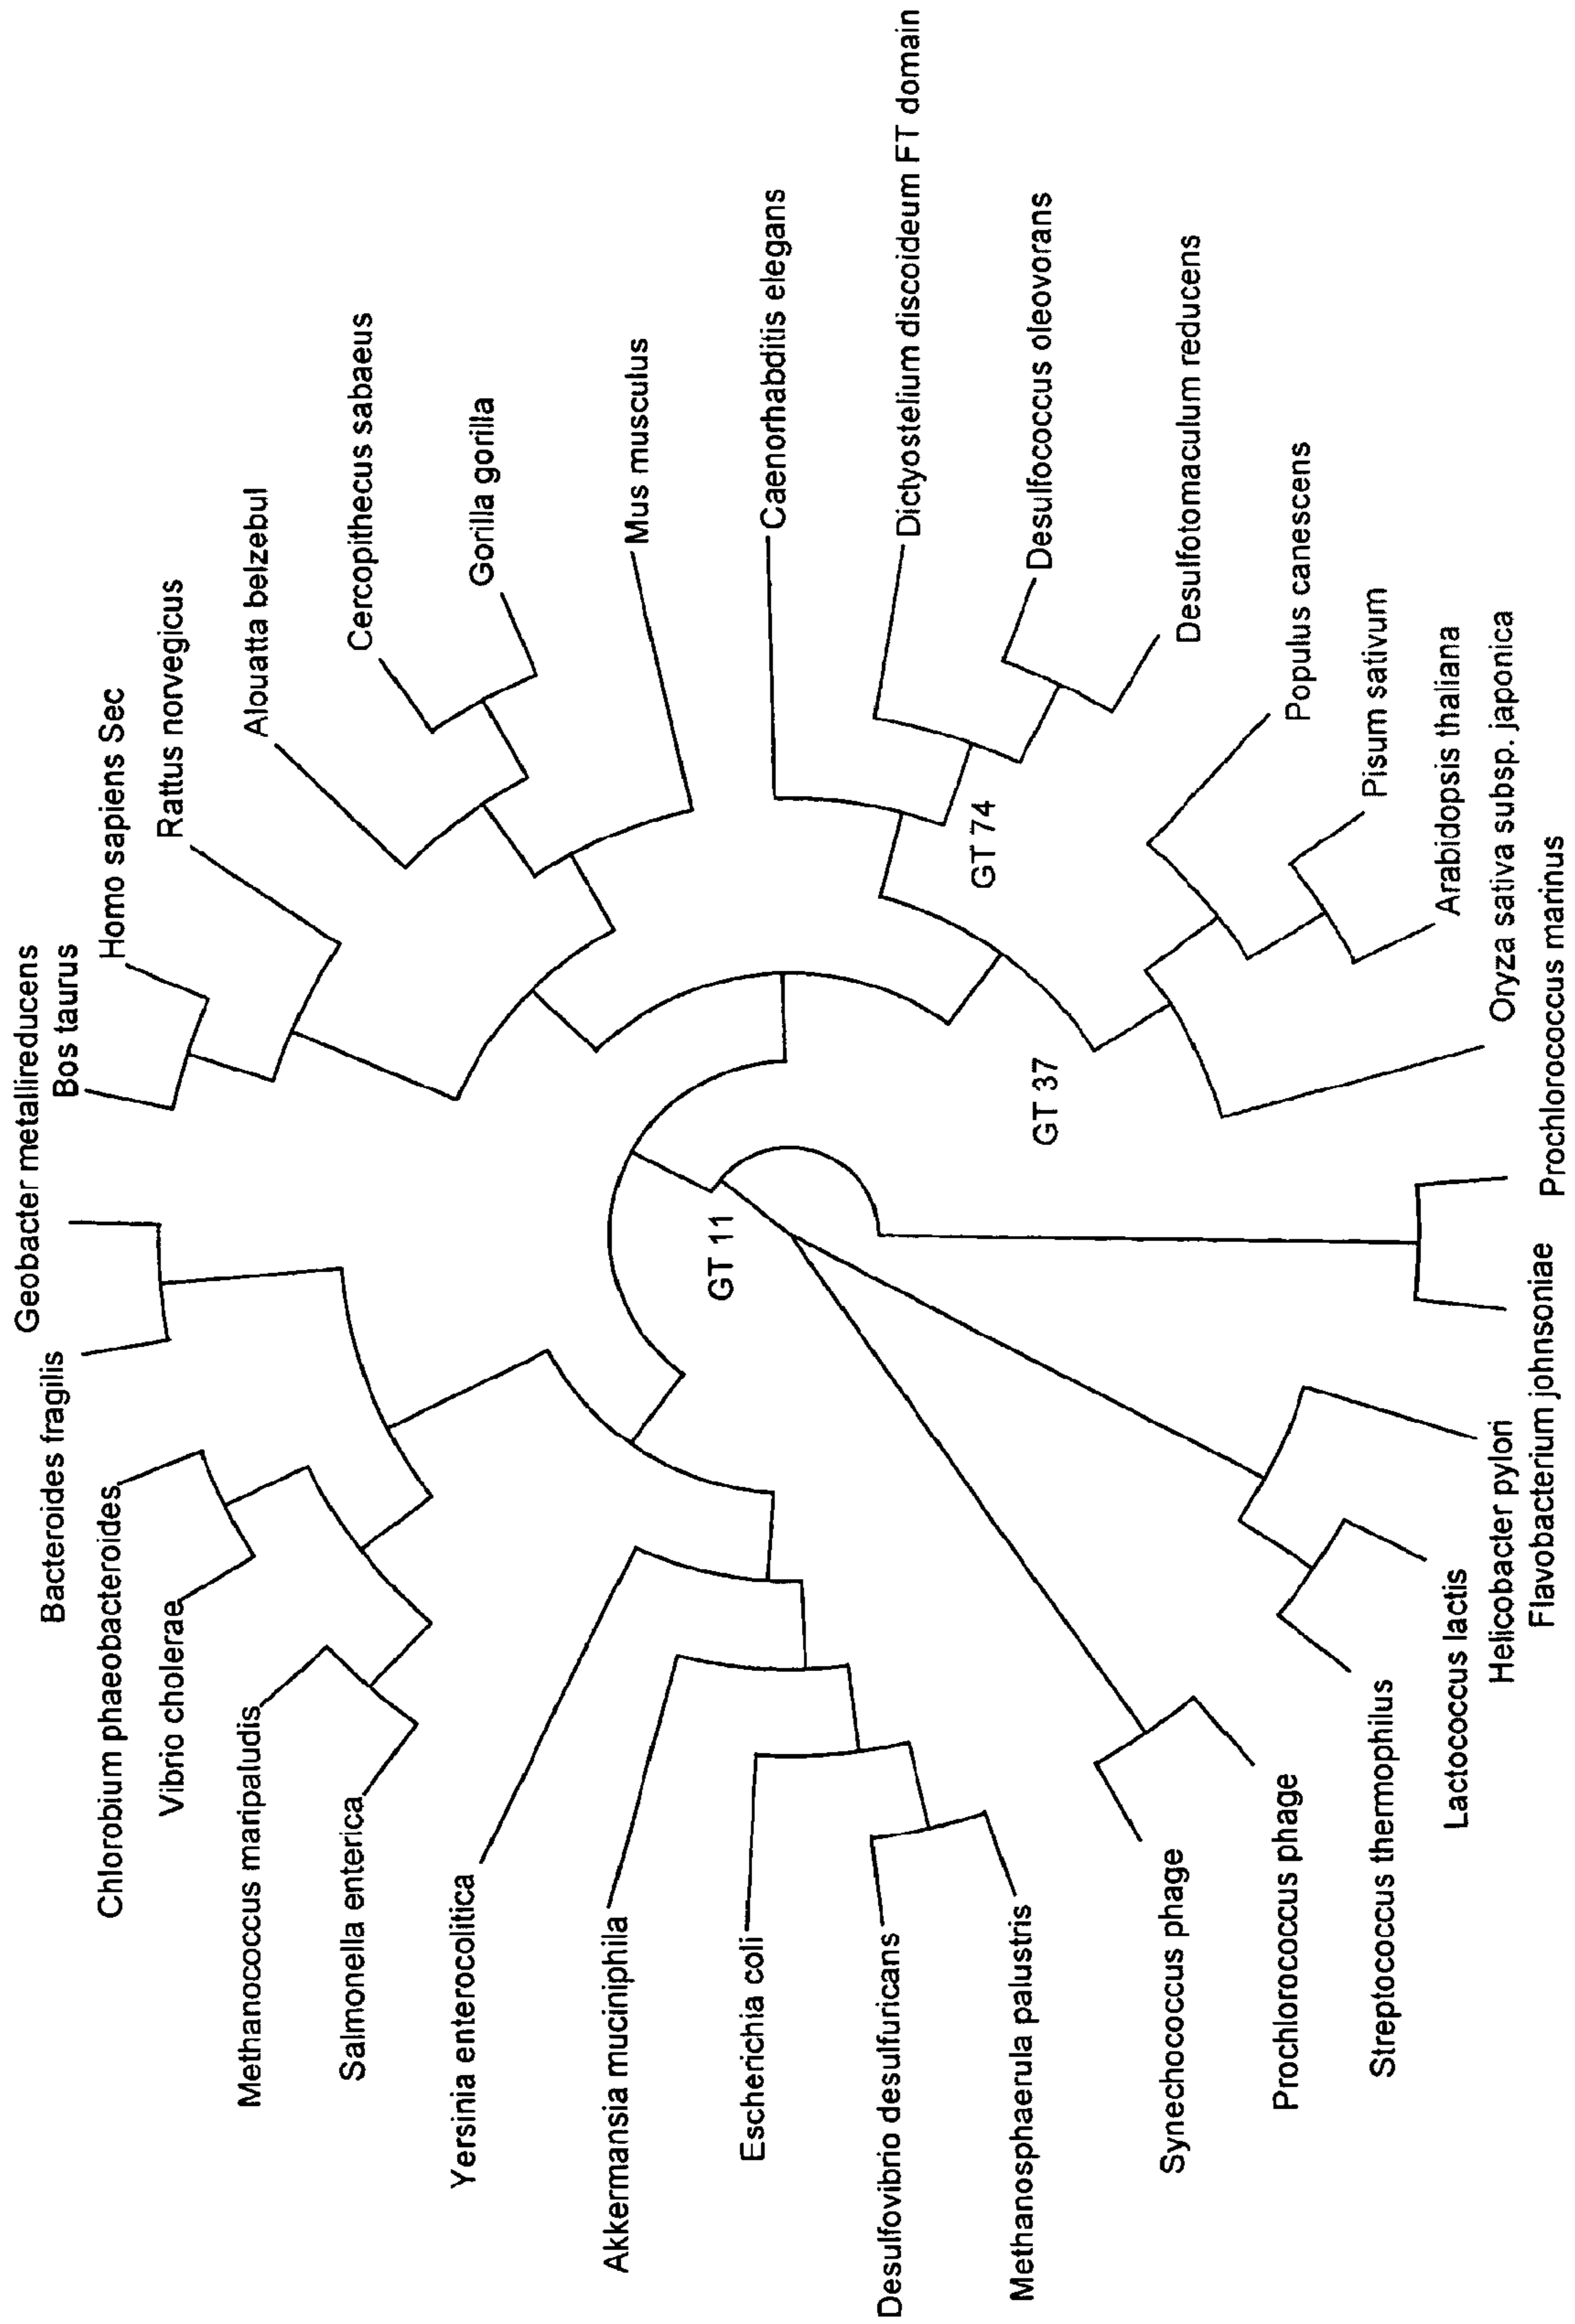 Geobacter metallireducens
Bos taurus
Homo sapiens Sec
Rattus norvegicus
Alouatta belzebul
Cercopithecus sabaeus
Gorilla gorilla
Mus musculus
Caenorhabditis elegans
Dictyostelium discoideum FT domain
Desulfococcus oleovorans
Desulfotomaculum reducens
GT 74
Populus canescens
Pisum sativum
Arabidopsis thaliana
Oryza sativa subsp. japonica
GT 37
Prochlorococcus marinus
Flavobacterium johnsoniae
Helicobacter pylori
Lactococcus lactis
Streptococcus thermophilus
Prochlorococcus phage
Synechococcus phage
GT 11
Methanosphaerula palustris
Desulfovibrio desulfuricans
Escherichia coli
Akkermansia muciniphila
Yersinia enterocolitica
Salmonella enterica
Methanococcus maripaludis
Vibrio cholerae
Chlorobium phaeobacteroides
Bacteroides fragilis